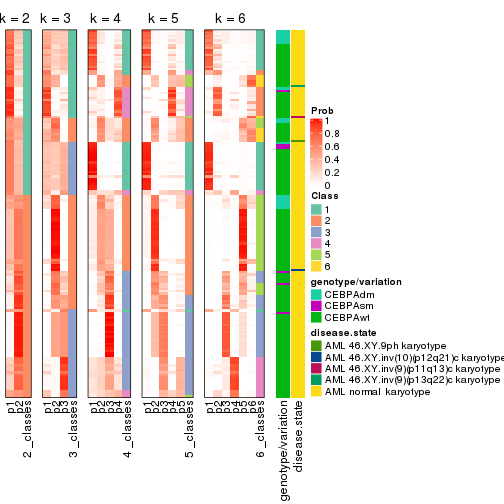 k = 2 k = 3 k = 4 k = 5 k = 6
p1
p2
2_classes
p1
p2
p3
3_classes
p1
p2
p3
p4
4_classes
p1
p2
p3
p4
p5
5_classes
p1
p2
p3
p4
p5
p6
6_classes
genotype/variation
disease.state
Prob
1
0.8
0.6
0.4
0.2
0
Class
1
2
3
4
5
6
genotype/variation
CEBPAdm
CEBPAsm
CEBPAwt
disease.state
AML 46.XY.9ph karyotype
AML 46.XY.inv(10)(p12q21)c karyotype
AML 46.XY.inv(9)(p11q13)c karyotype
AML 46.XY.inv(9)(p13q22)c karyotype
AML normal karyotype